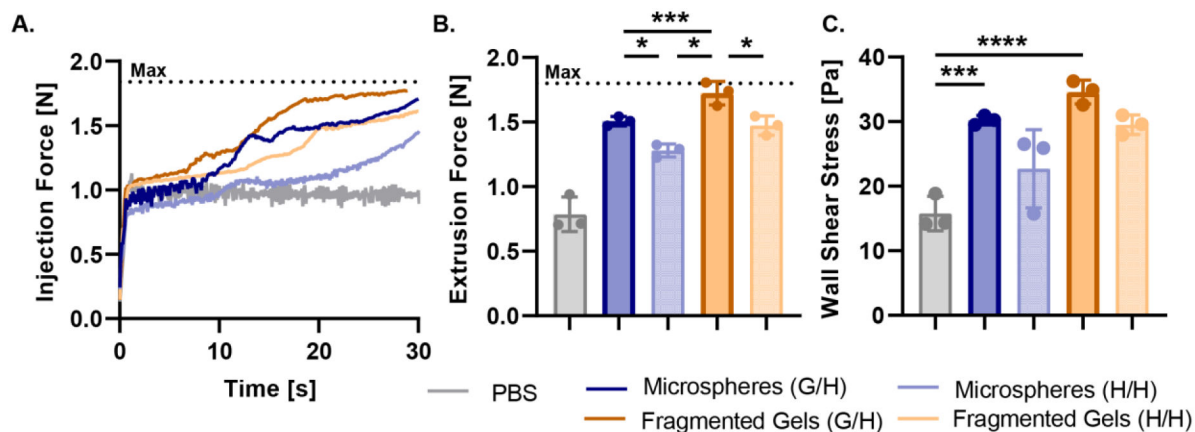 A.
Injection Force [N]
2.0
1.5
1.0
0.5
0.0
Max
0
10
20
30
Time [s]
B.
Extrusion Force [N]
2.0
1.5
1.0
0.5
0.0
Max
***
*
*
*
C.
Wall Shear Stress [Pa]
40
30
20
10
0
****
***
PBS
Microspheres (G/H)
Microspheres (H/H)
Fragmented Gels (G/H)
Fragmented Gels (H/H)